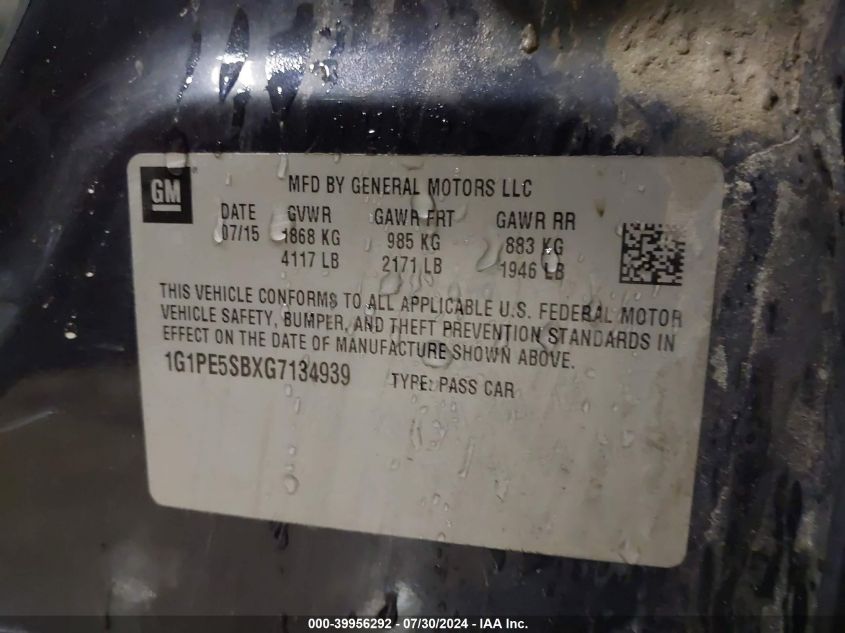 GM
MFD BY GENERAL MOTORS LLC
DATE GVWR GAWR FRT GAWR RR
07/15 1868 KG 985 KG 883 KG
4117 LB 2171 LB 1946 LB
THIS VEHICLE CONFORMS TO ALL APPLICABLE U.S. FEDERAL MOTOR
VEHICLE SAFETY, BUMPER, AND THEFT PREVENTION STANDARDS IN
EFFECT ON THE DATE OF MANUFACTURE SHOWN ABOVE.
1G1PE5SBXG7134939 TYPE: PASS CAR
000-39956292 - 07/30/2024 - IAA Inc.